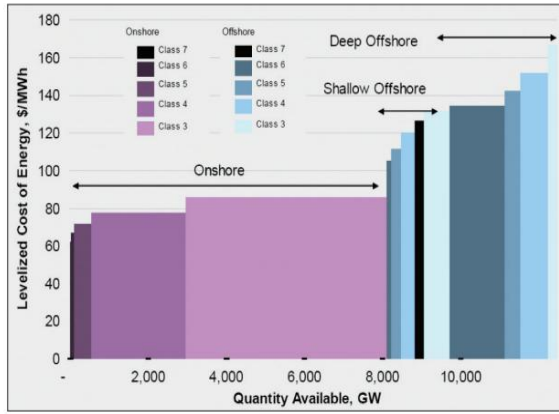 180
160
140
120
100
80
60
40
20
0
Levelized Cost of Energy, $/MWh
Onshore
Class 7
Class 6
Class 5
Class 4
Class 3
Offshore
Class 7
Class 6
Class 5
Class 4
Class 3
Deep Offshore
Shallow Offshore
Onshore
-
2,000
4,000
6,000
8,000
10,000
Quantity Available, GW